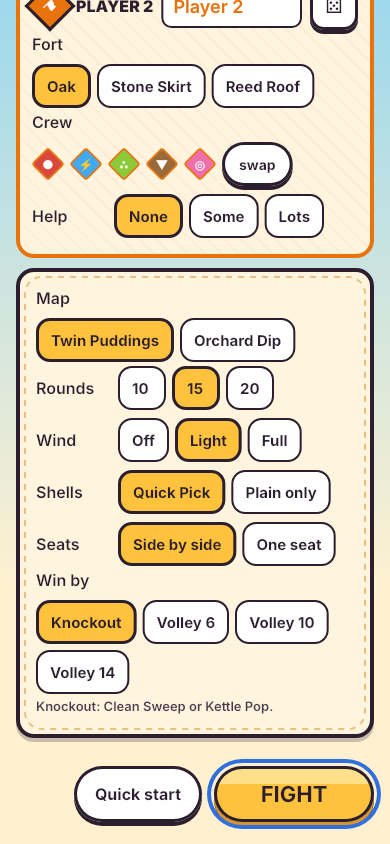 PLAYER 2 Player 2
Fort
Oak Stone Skirt Reed Roof
Crew
swap
Help None Some Lots
Map
Twin Puddings Orchard Dip
Rounds 10 15 20
Wind Off Light Full
Shells Quick Pick Plain only
Seats Side by side One seat
Win by
Knockout Volley 6 Volley 10
Volley 14
Knockout: Clean Sweep or Kettle Pop.
Quick start FIGHT